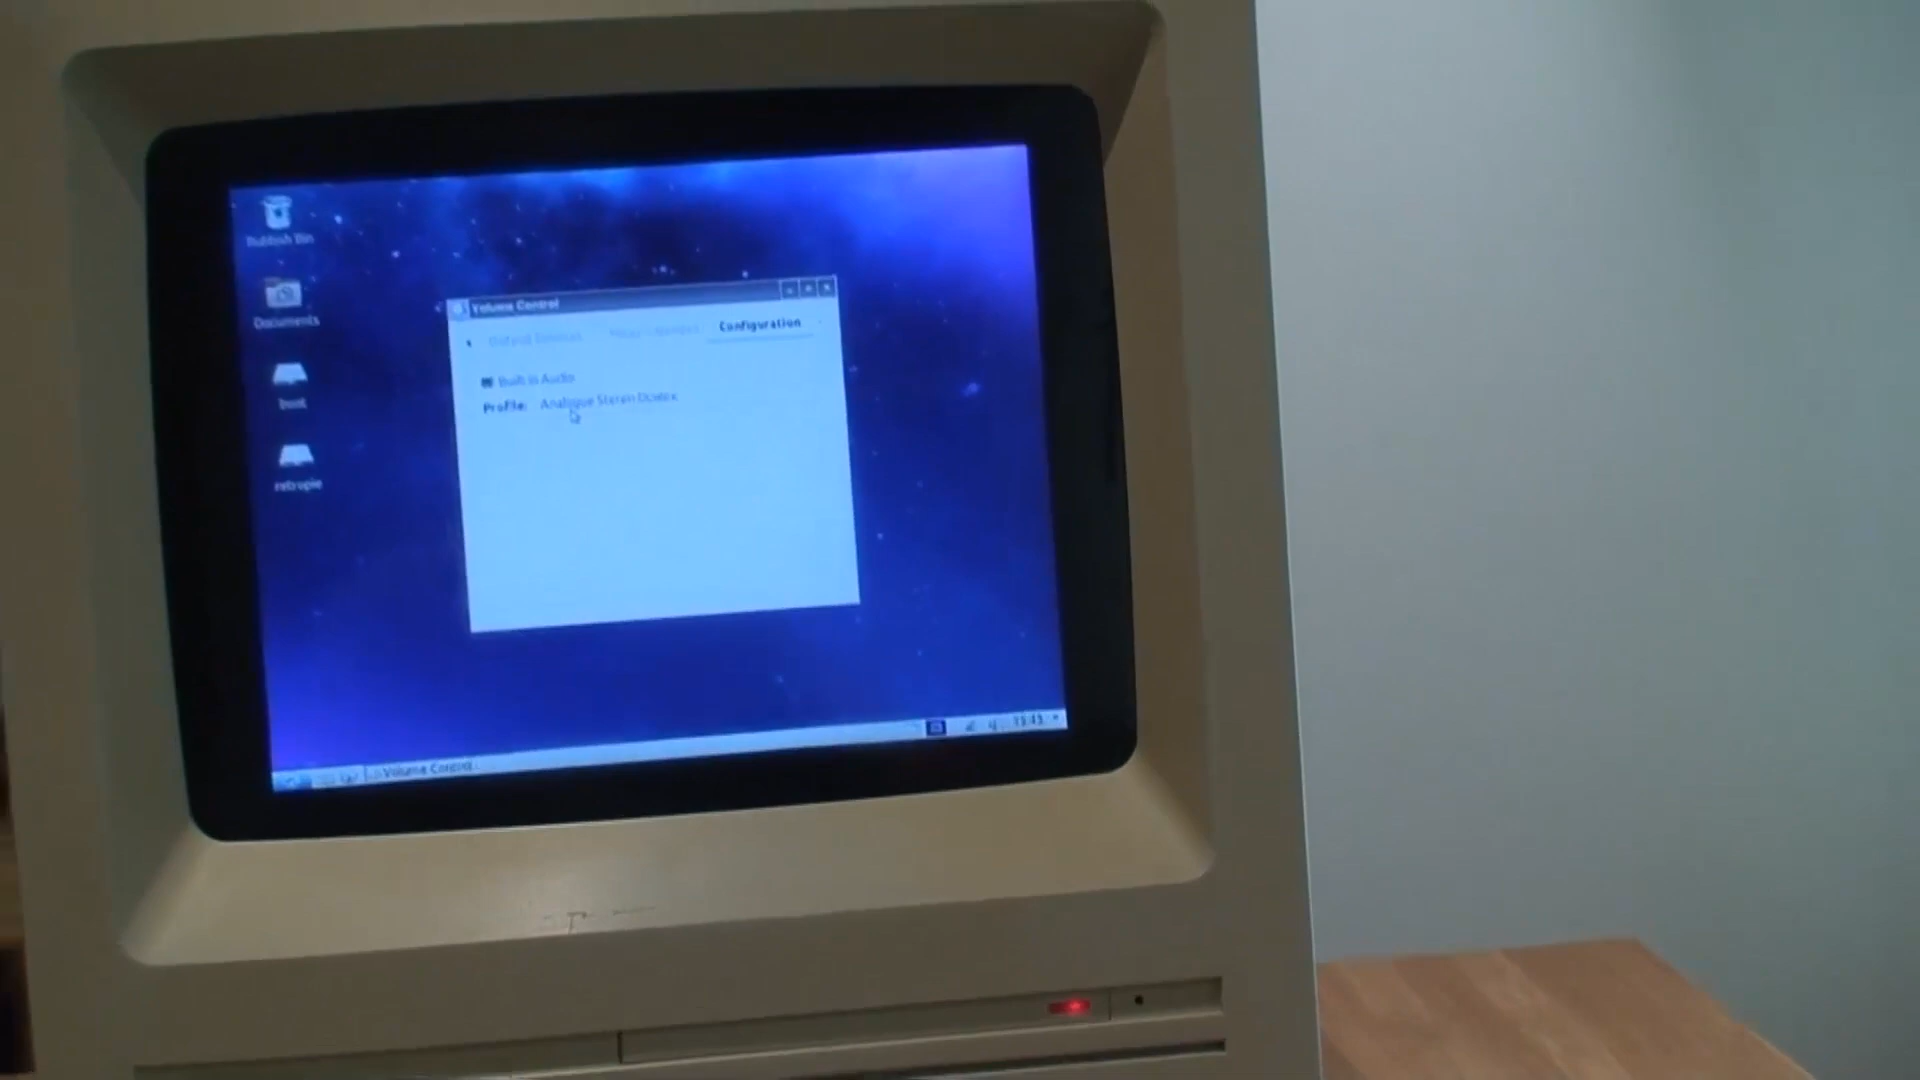 Rubbish Bin
Documents
boot
retropie
Volume Control
Configuration
Built in Audio
Profile: Analogue Stereo Duplex
Volume Control